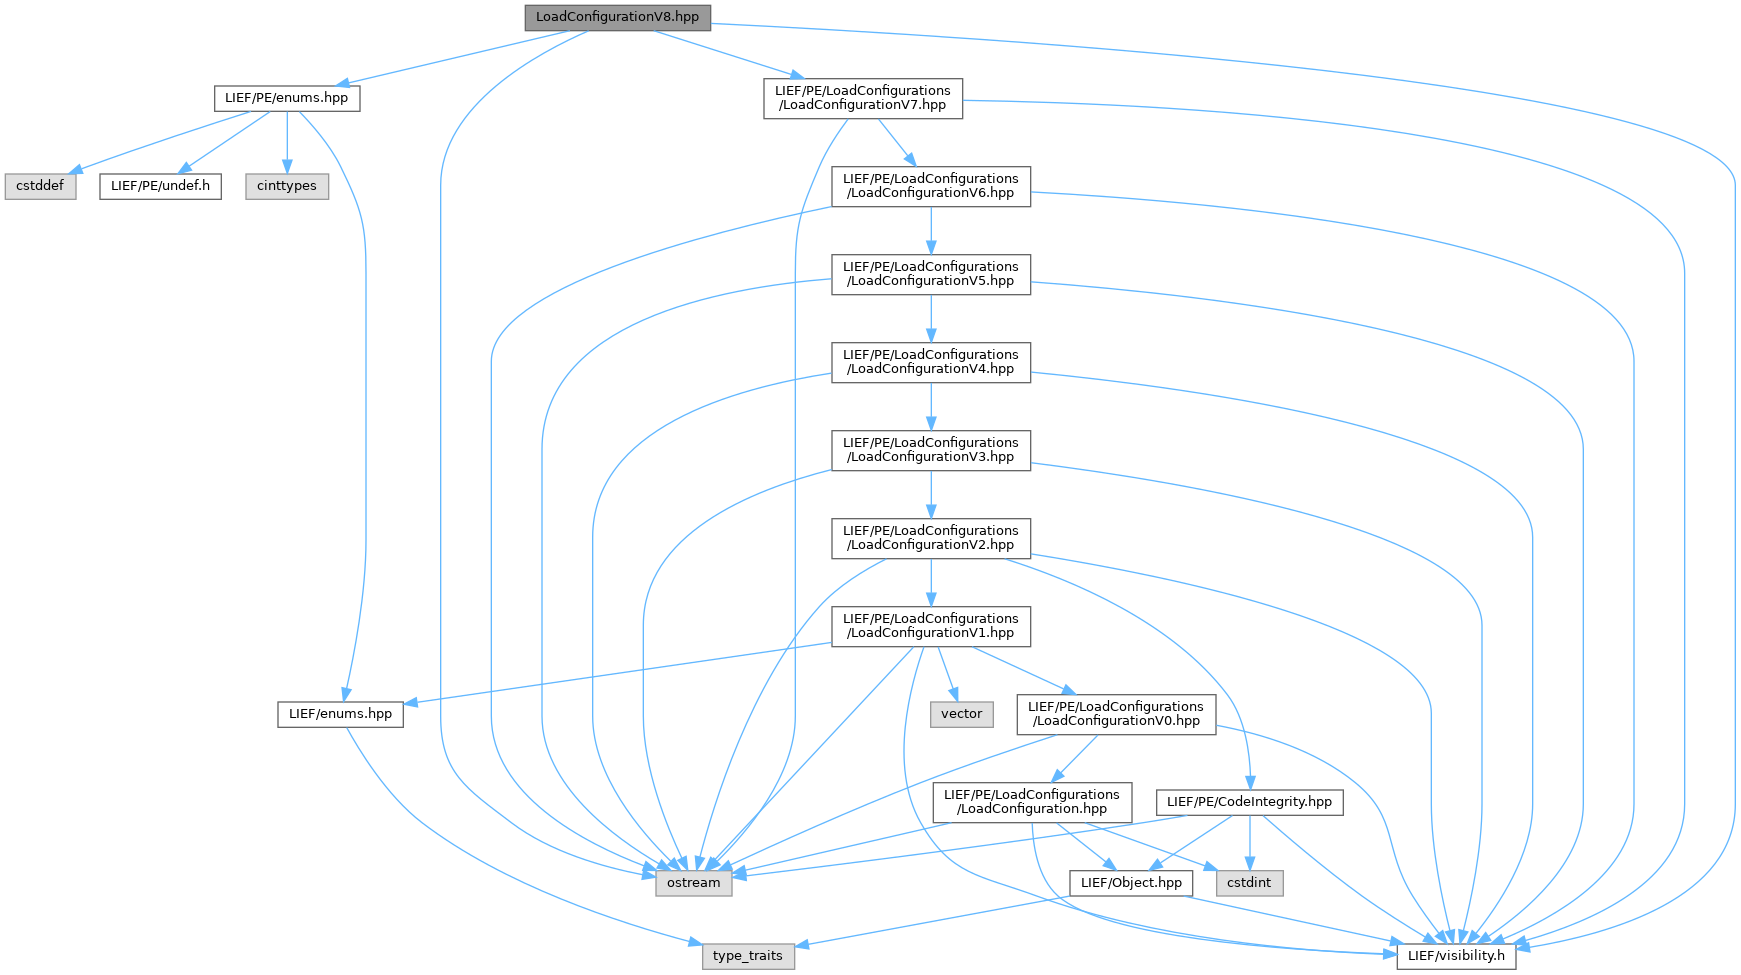 LoadConfigurationV8.hpp
LIEF/PE/enums.hpp
LIEF/PE/LoadConfigurations
/LoadConfigurationV7.hpp
cstddef
LIEF/PE/undef.h
cinttypes
LIEF/PE/LoadConfigurations
/LoadConfigurationV6.hpp
LIEF/PE/LoadConfigurations
/LoadConfigurationV5.hpp
LIEF/PE/LoadConfigurations
/LoadConfigurationV4.hpp
LIEF/PE/LoadConfigurations
/LoadConfigurationV3.hpp
LIEF/PE/LoadConfigurations
/LoadConfigurationV2.hpp
LIEF/PE/LoadConfigurations
/LoadConfigurationV1.hpp
LIEF/enums.hpp
vector
LIEF/PE/LoadConfigurations
/LoadConfigurationV0.hpp
LIEF/PE/LoadConfigurations
/LoadConfiguration.hpp
LIEF/PE/CodeIntegrity.hpp
ostream
LIEF/Object.hpp
cstdint
type_traits
LIEF/visibility.h